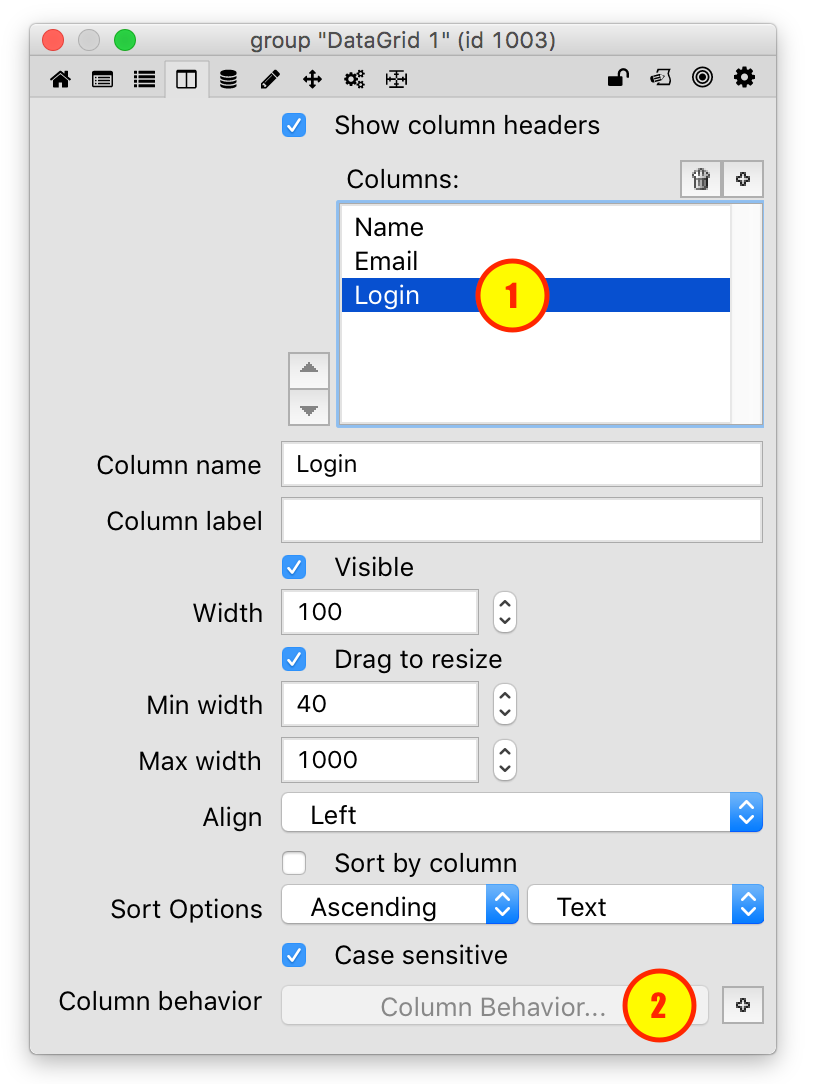 group "DataGrid 1" (id 1003)
Show column headers
Columns:
Name
Email
Login
1
Column name Login
Column label
Visible
Width 100
Drag to resize
Min width 40
Max width 1000
Align Left
Sort by column
Sort Options Ascending Text
Case sensitive
Column behavior Column Behavior... 2